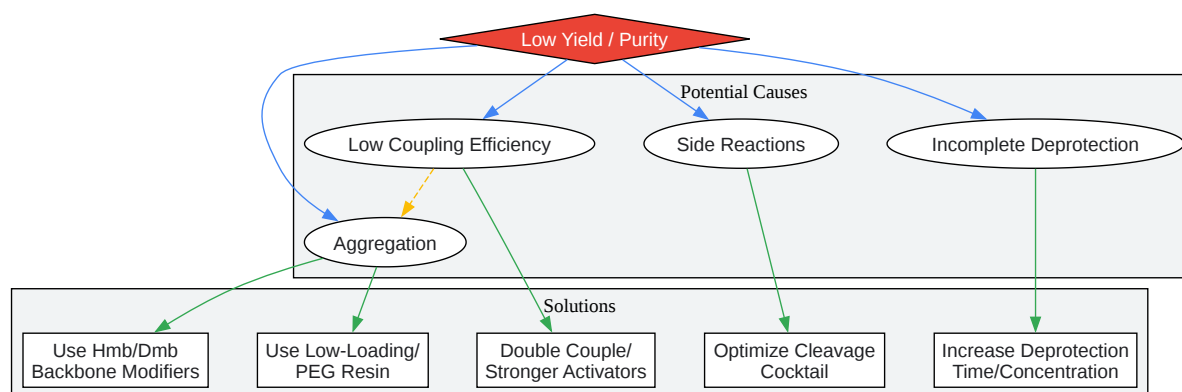 Low Yield / Purity
Potential Causes
Low Coupling Efficiency
Side Reactions
Incomplete Deprotection
Aggregation
Solutions
Use Hmb/Dmb
Backbone Modifiers
Use Low-Loading/
PEG Resin
Double Couple/
Stronger Activators
Optimize Cleavage
Cocktail
Increase Deprotection
Time/Concentration